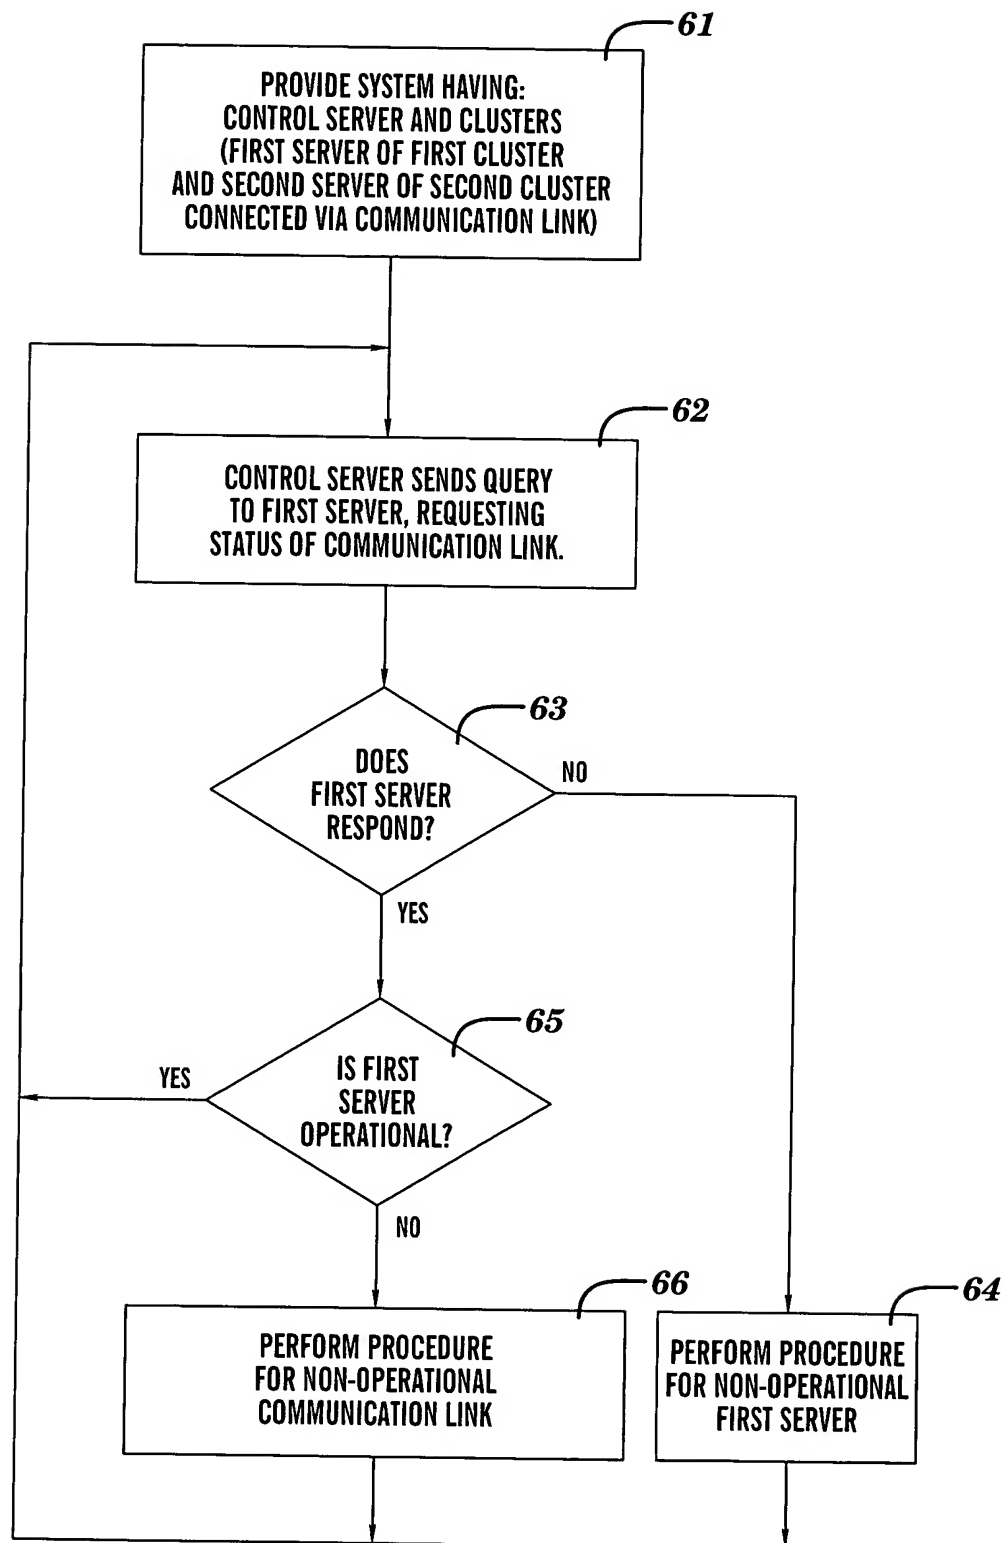 61
PROVIDE SYSTEM HAVING:
CONTROL SERVER AND CLUSTERS
(FIRST SERVER OF FIRST CLUSTER
AND SECOND SERVER OF SECOND CLUSTER
CONNECTED VIA COMMUNICATION LINK)
62
CONTROL SERVER SENDS QUERY
TO FIRST SERVER, REQUESTING
STATUS OF COMMUNICATION LINK.
63
DOES
FIRST SERVER
RESPOND?
NO
YES
65
IS FIRST
SERVER
OPERATIONAL?
YES
NO
66
PERFORM PROCEDURE
FOR NON-OPERATIONAL
COMMUNICATION LINK
64
PERFORM PROCEDURE
FOR NON-OPERATIONAL
FIRST SERVER